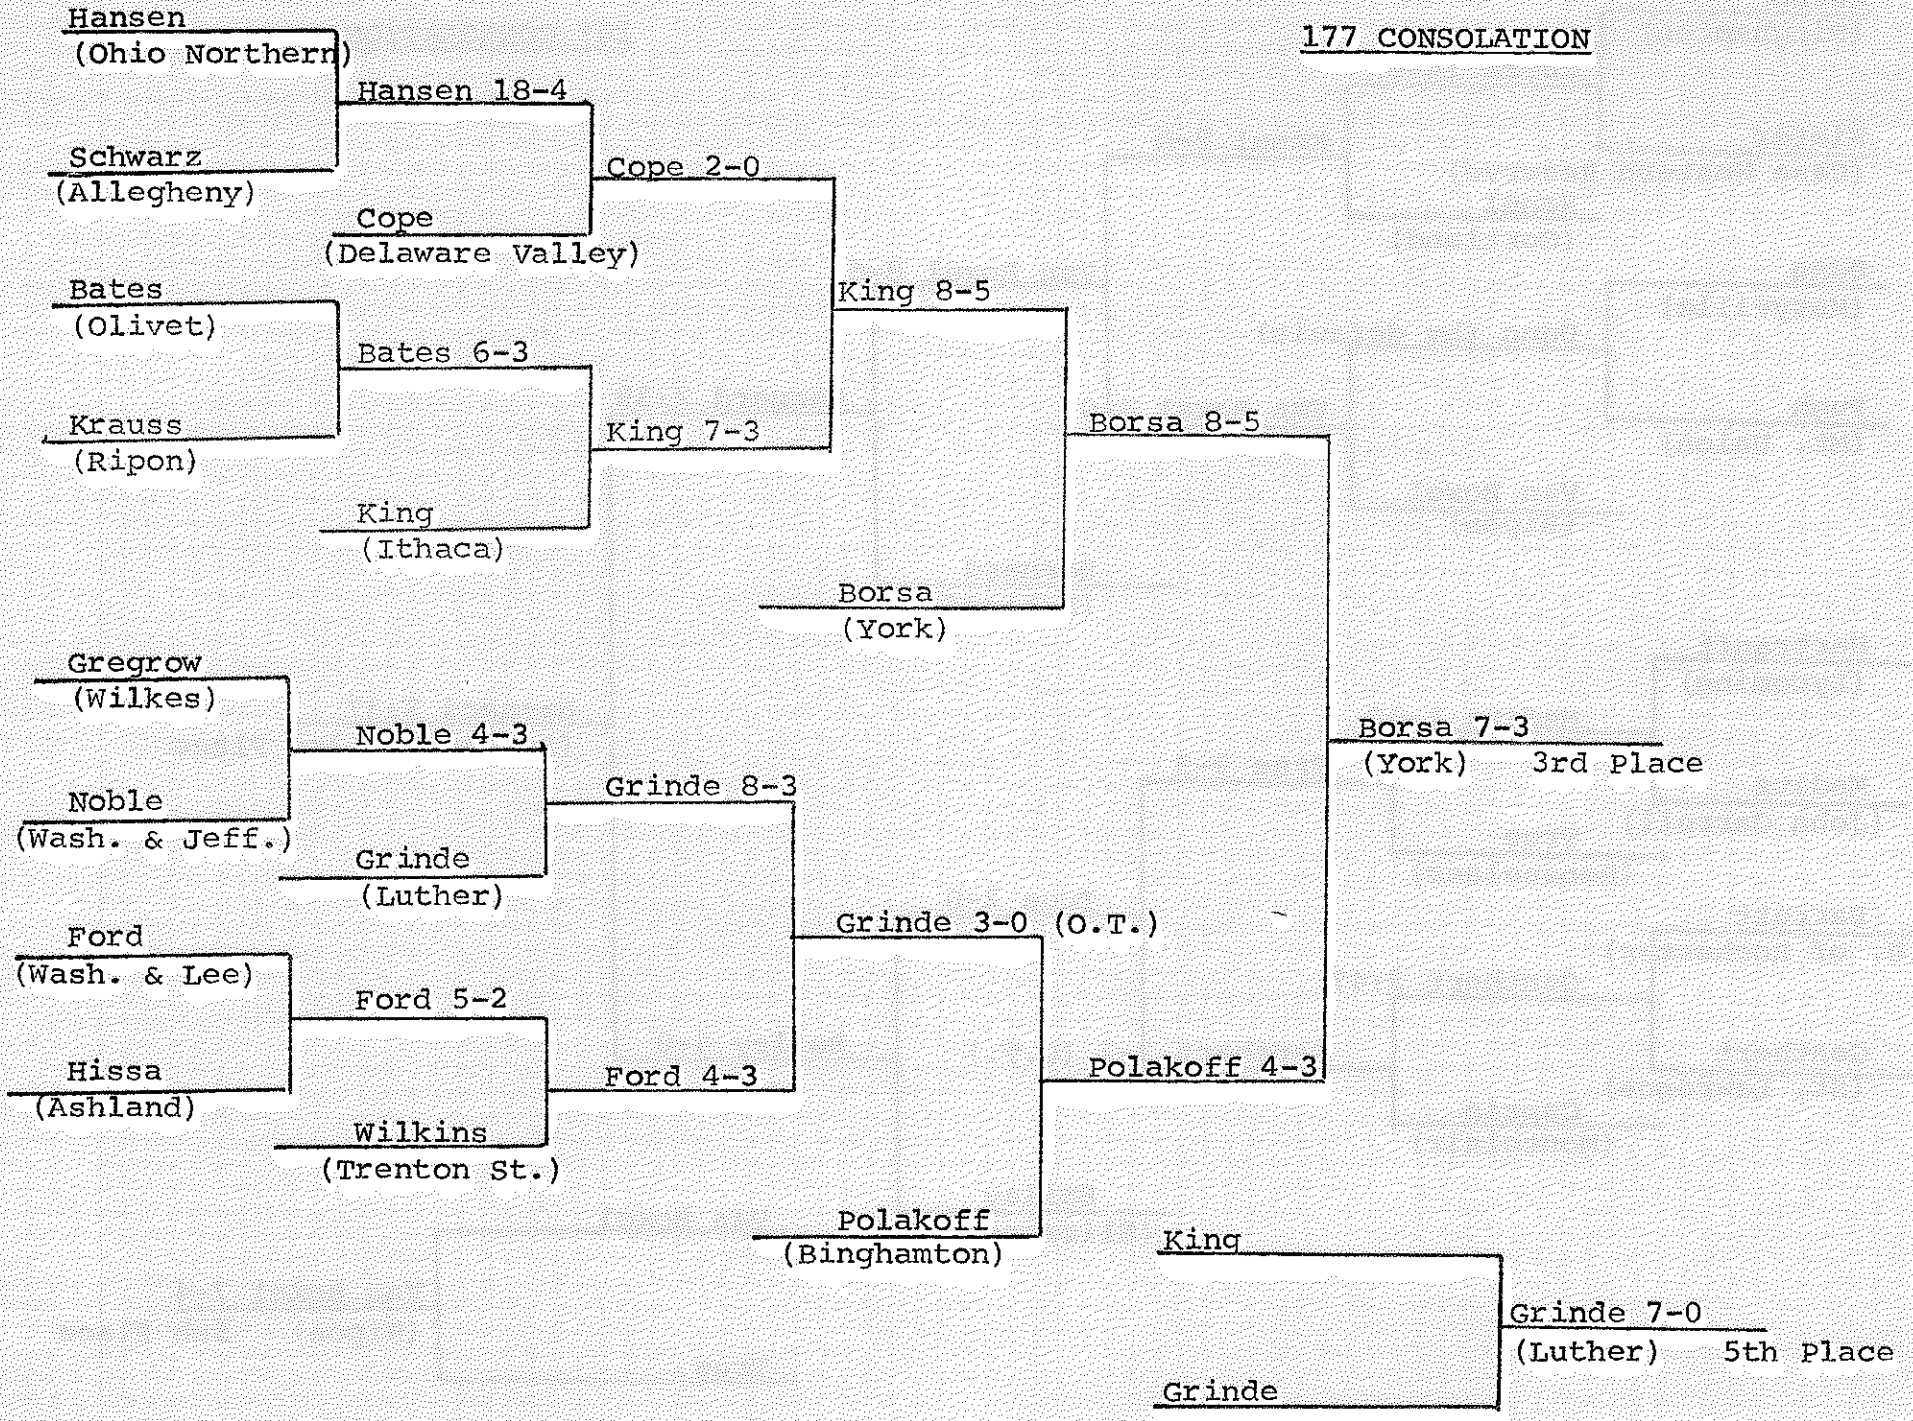 Hansen
177 CONSOLATION
(Ohio Northern)
Hansen 18-4
Schwarz
(Allegheny)
Cope 2-0
Cope
(Delaware Valley)
Bates
(Olivet)
King 8-5
Bates 6-3
Krauss
(Ripon)
King 7-3
Borsa 8-5
King
(Ithaca)
Borsa
(York)
Gregrow
(Wilkes)
Noble 4-3
Borsa 7-3
(York) 3rd Place
Noble
(Wash. & Jeff.)
Grinde 8-3
Grinde
(Luther)
Ford
(Wash. & Lee)
Grinde 3-0 (O.T.)
Ford 5-2
Hissa
(Ashland)
Ford 4-3
Polakoff 4-3
Wilkins
(Trenton St.)
Polakoff
(Binghamton)
King
Grinde 7-0
(Luther) 5th Place
Grinde